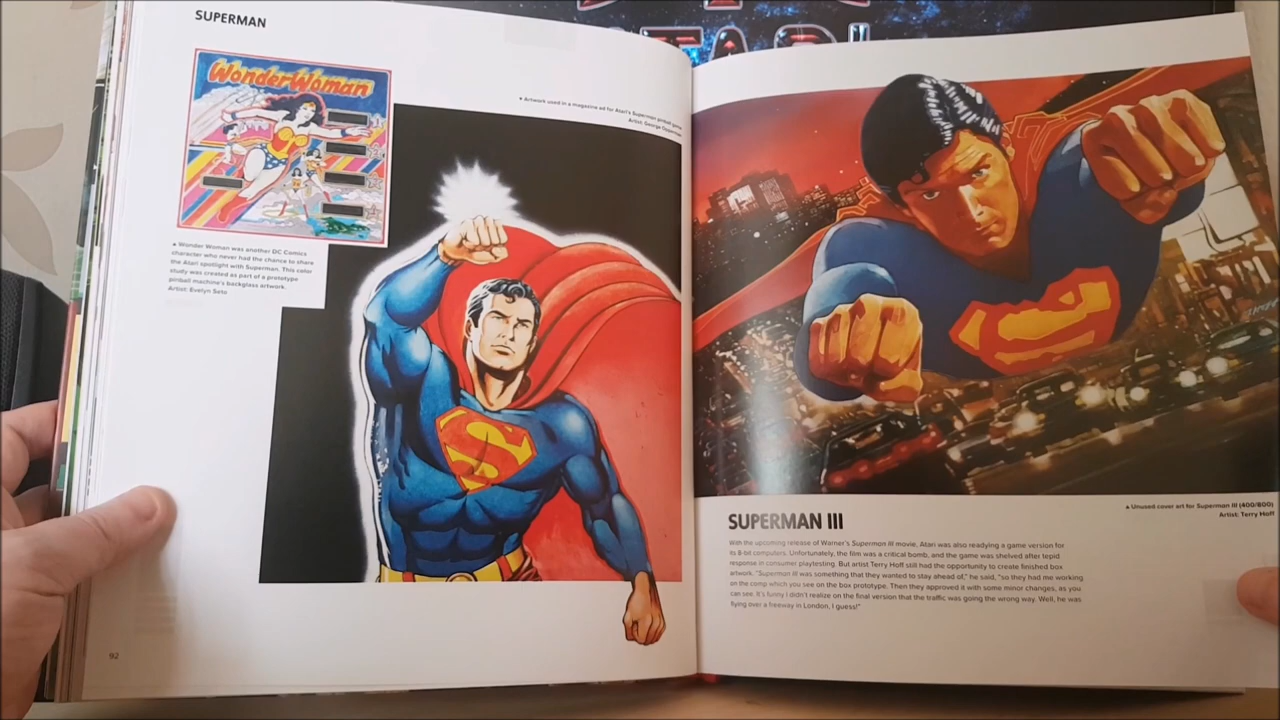 SUPERMAN
Wonder Woman
▲ Wonder Woman was another DC Comics
character who never had the chance to share
the Atari spotlight with Superman. This color
study was created as part of a prototype
pinball machine's backglass artwork.
Artist: Evelyn Seto
▼ Artwork used in a magazine ad for Atari's Superman pinball game
Artist: George
S
92
S
▲ Unused cover art for Superman III (400/800)
Artist: Terry Hoff
SUPERMAN III
With the upcoming release of Warner's Superman III movie, Atari was also readying a game version for
its 8-bit computers. Unfortunately, the film was a critical bomb, and the game was shelved after tepid
response in consumer playtesting. But artist Terry Hoff still had the opportunity to create finished box
artwork. "Superman III was something that they wanted to stay ahead of," he said, "so they had me working
on the comp which you see on the box prototype. Then they approved it with some minor changes, as you
can see. It's funny I didn't realize on the final version that the traffic was going the wrong way. Well, he was
flying over a freeway in London, I guess!"